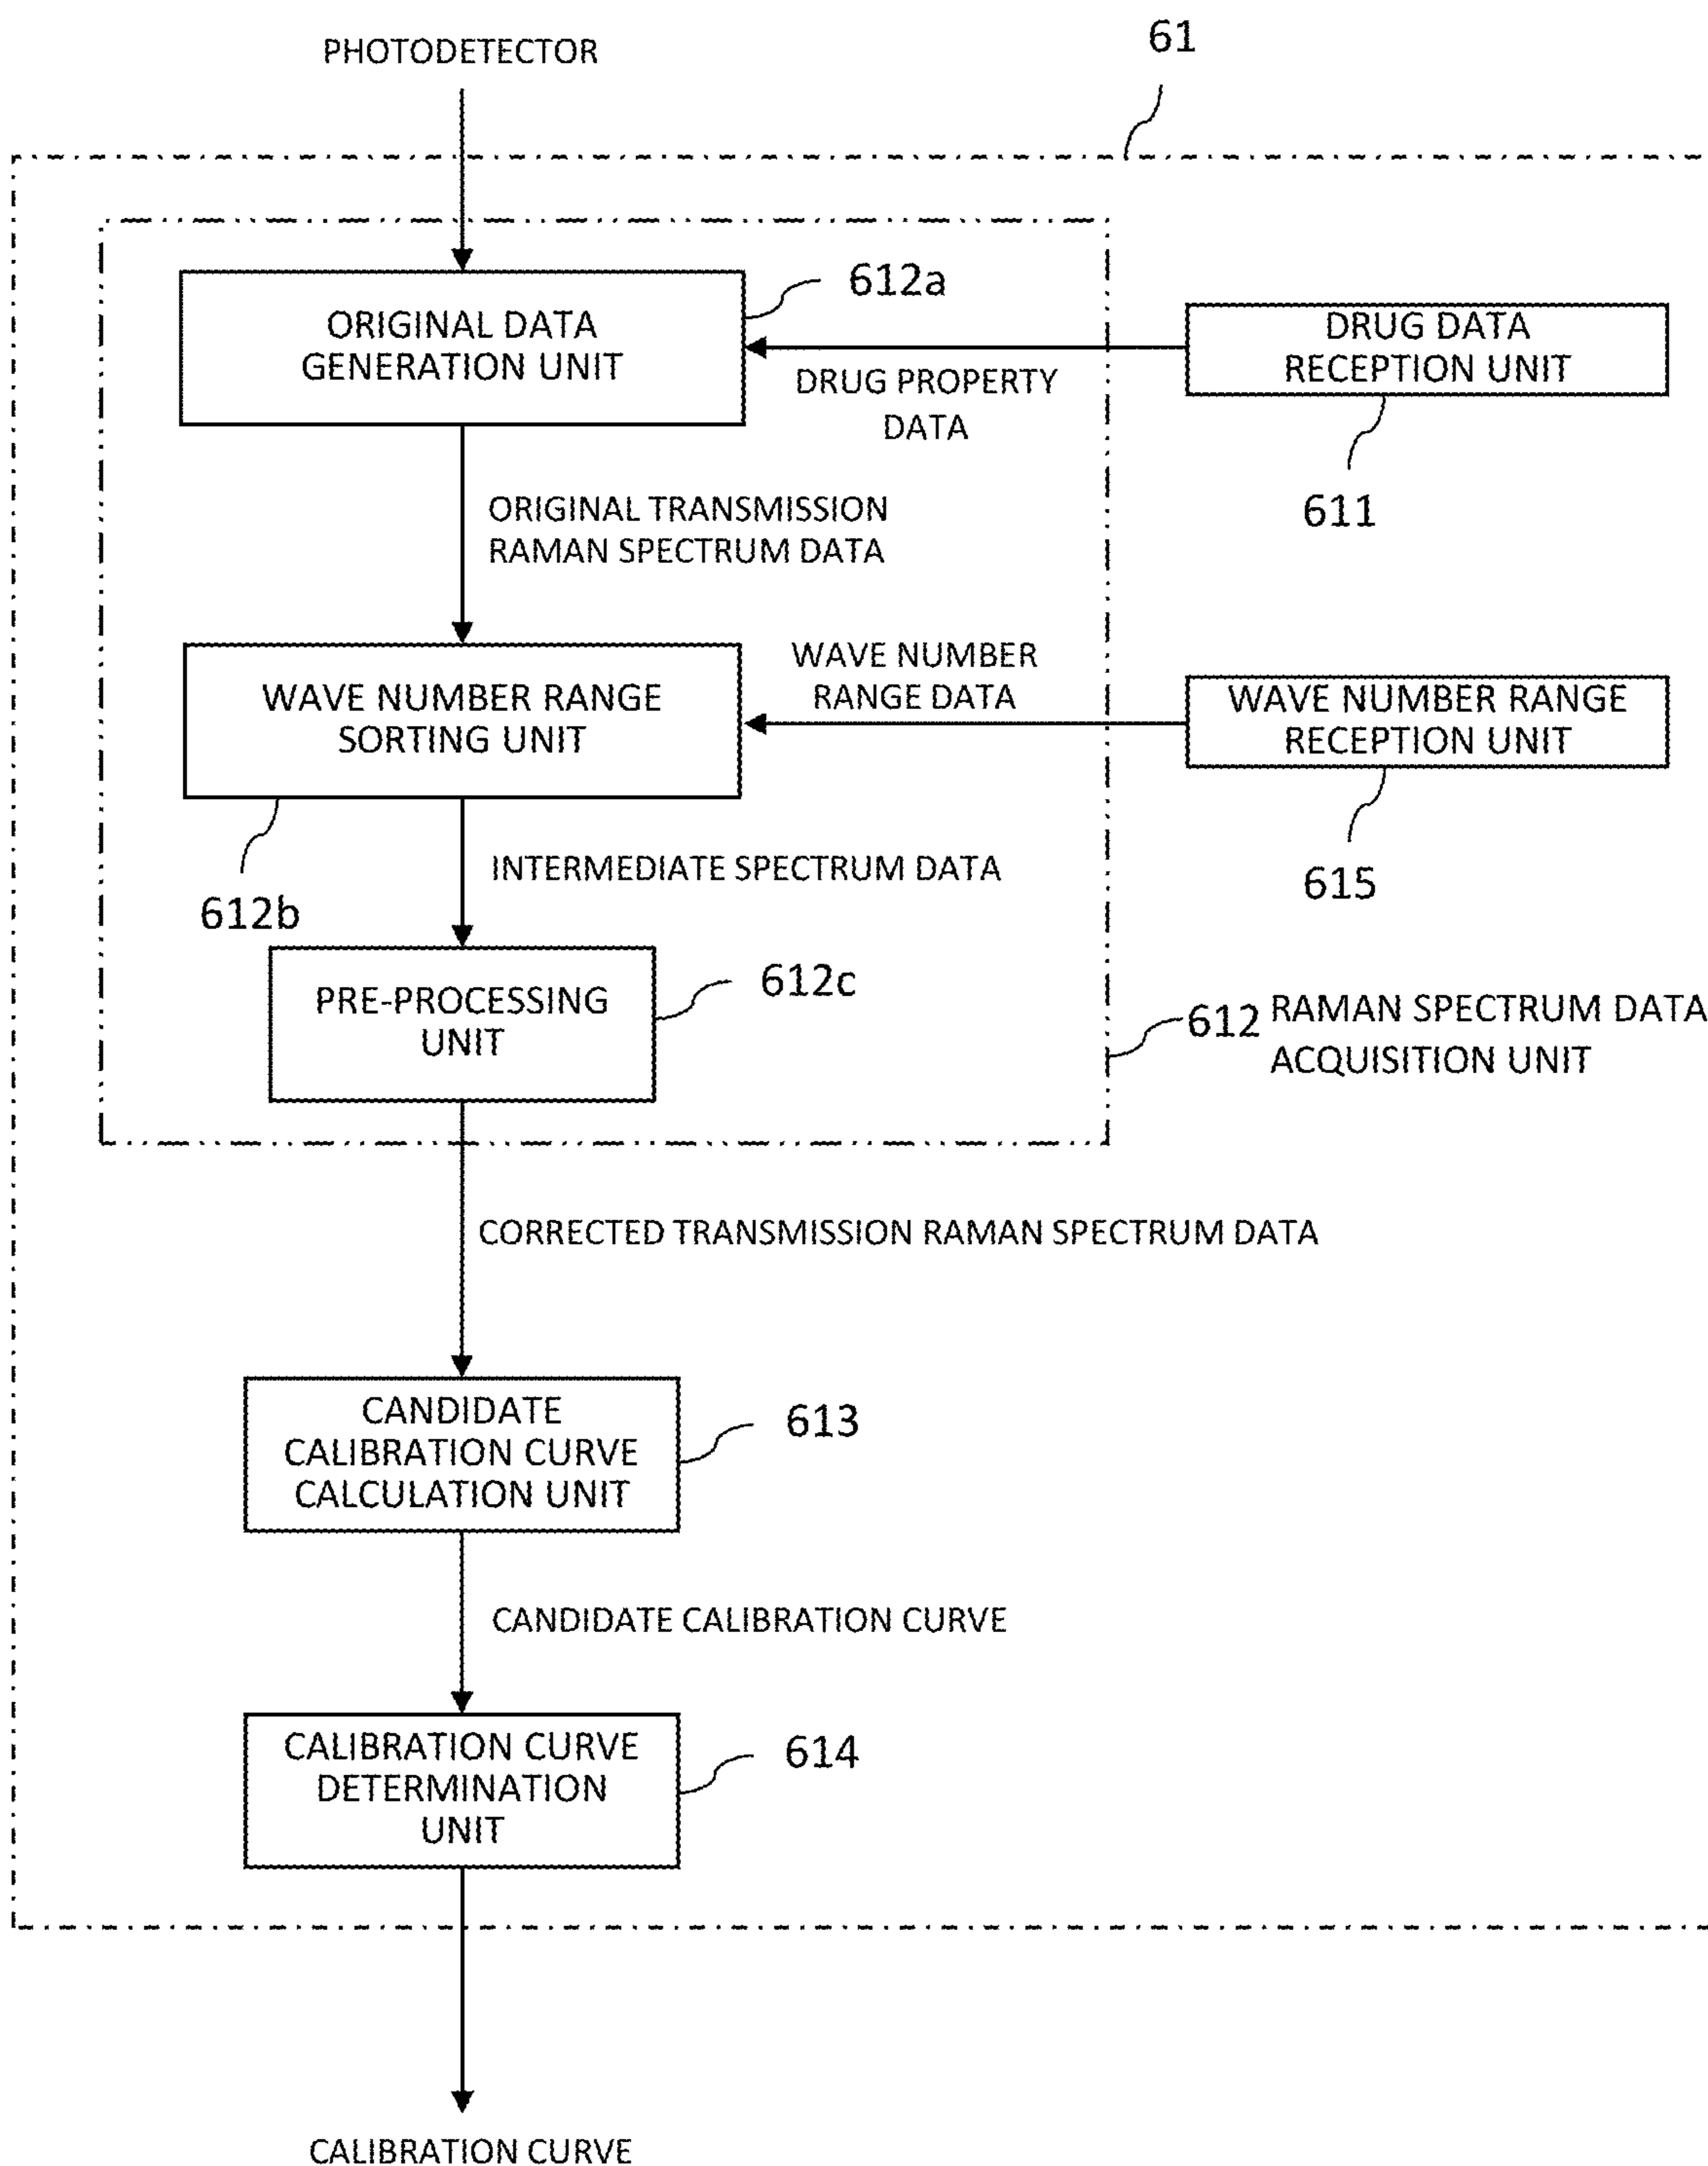 PHOTODETECTOR
61
612a
ORIGINAL DATA
GENERATION UNIT
DRUG DATA
RECEPTION UNIT
DRUG PROPERTY
DATA
611
ORIGINAL TRANSMISSION
RAMAN SPECTRUM DATA
WAVE NUMBER
RANGE DATA
WAVE NUMBER RANGE
SORTING UNIT
WAVE NUMBER RANGE
RECEPTION UNIT
INTERMEDIATE SPECTRUM DATA
615
612b
612c
PRE-PROCESSING
UNIT
612
RAMAN SPECTRUM DATA
ACQUISITION UNIT
CORRECTED TRANSMISSION RAMAN SPECTRUM DATA
CANDIDATE
CALIBRATION CURVE
CALCULATION UNIT
613
CANDIDATE CALIBRATION CURVE
CALIBRATION CURVE
DETERMINATION
UNIT
614
CALIBRATION CURVE